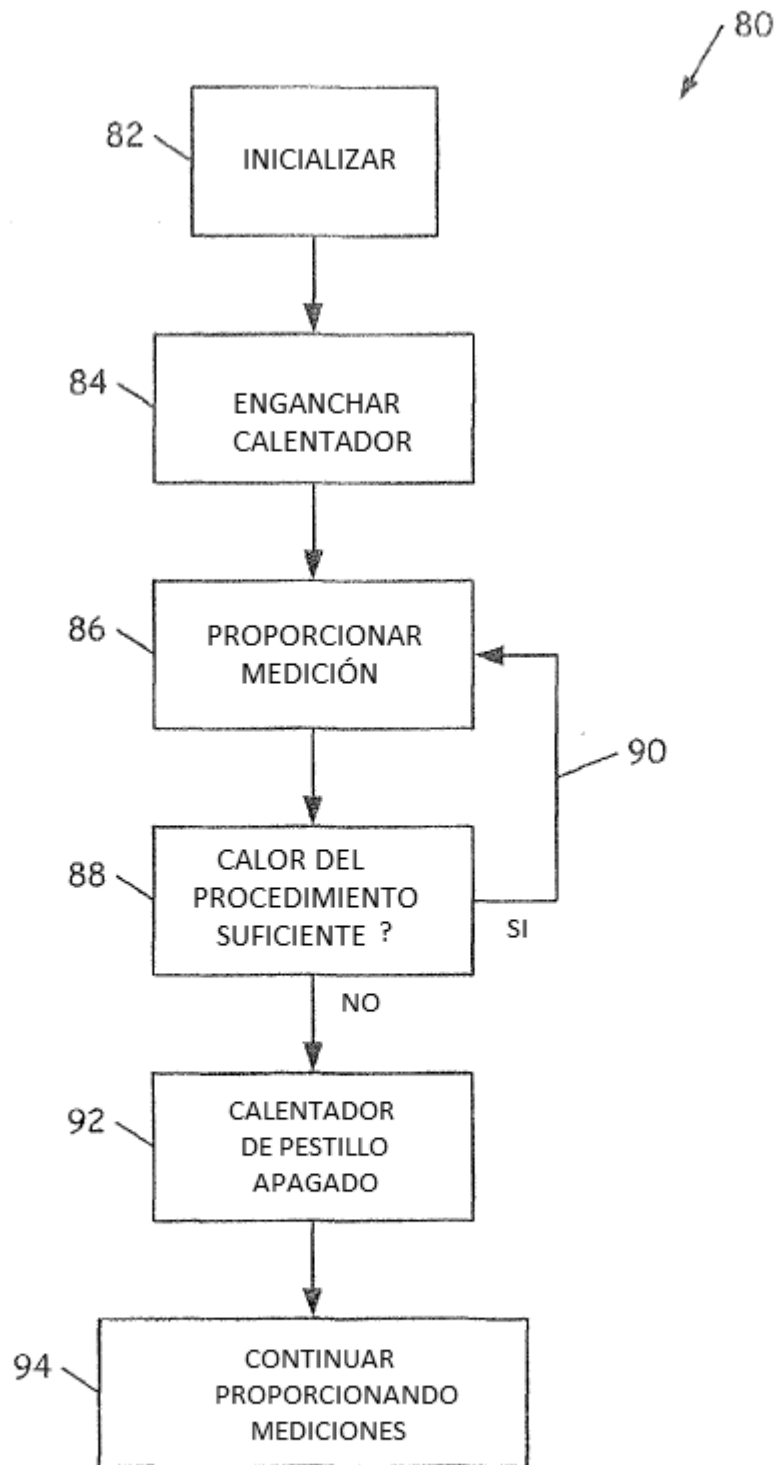 80
82
INICIALIZAR
84
ENGANCHAR
CALENTADOR
86
PROPORCIONAR
MEDICIÓN
90
88
CALOR DEL
PROCEDIMIENTO
SUFICIENTE ?
SI
NO
92
CALENTADOR
DE PESTILLO
APAGADO
94
CONTINUAR
PROPORCIONANDO
MEDICIONES